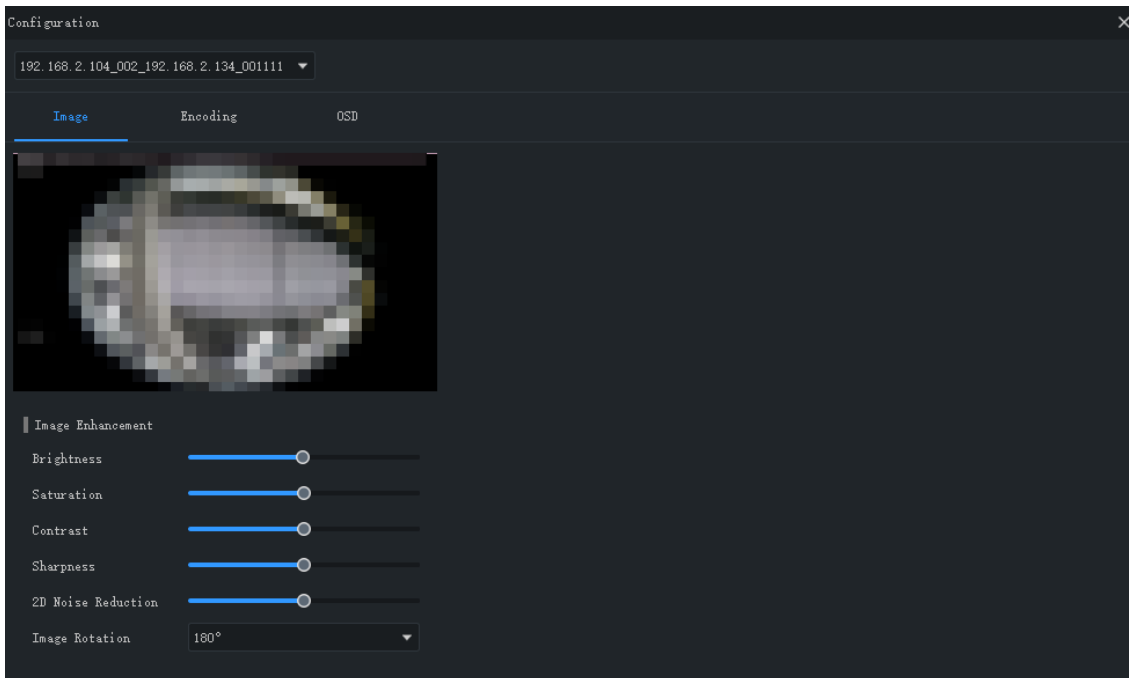 Configuration
192.168.2.104_002_192.168.2.134_001111
Image Encoding OSD
Image Enhancement
Brightness
Saturation
Contrast
Sharpness
2D Noise Reduction
Image Rotation 180°